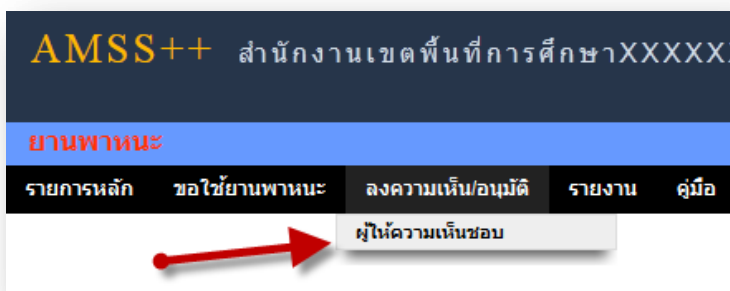 AMSS++ สำนักงานเขตพื้นที่การศึกษาXXXXXX
ยานพาหนะ
รายการหลัก ขอใช้ยานพาหนะ ลงความเห็น/อนุมัติ รายงาน คู่มือ
ผู้ให้ความเห็นชอบ